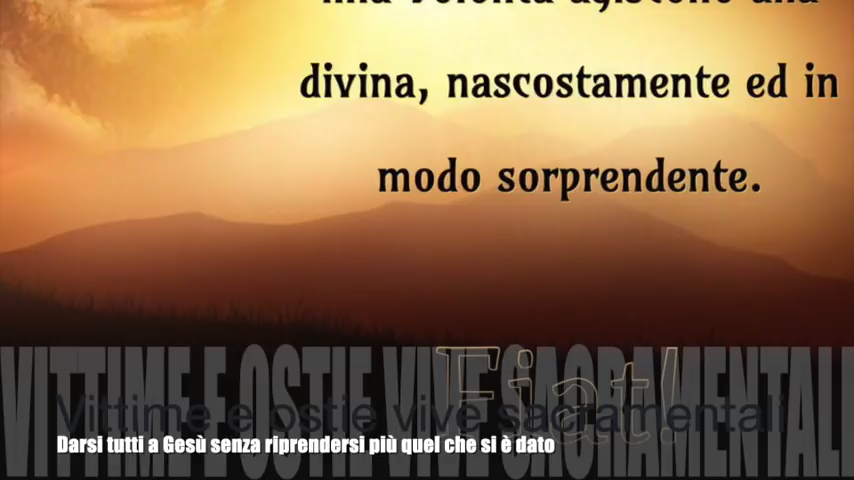 divina, nascostamente ed in
modo sorprendente.
VITTIME E OSTIE VIVE SACRAMENTALI
Fiat!
Vittime e ostie vive sacramentali
Darsi tutti a Gesù senza riprendersi più quel che si è dato